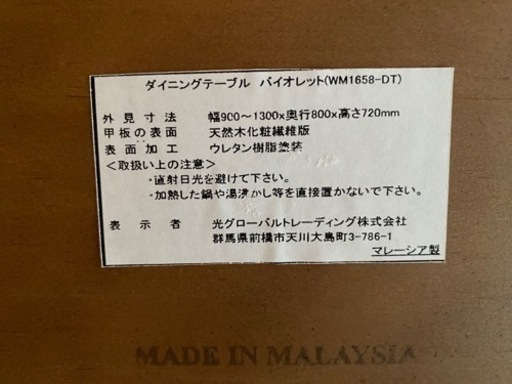 ダイニングテーブル バイオレット(WM1658-DT)
外見寸法 幅900～1300x奥行800x高さ720mm
甲板の表面 天然木化粧繊維版
表面加工 ウレタン樹脂塗装
＜取扱い上の注意＞
・直射日光を避けて下さい。
・加熱した鍋や湯沸かし等を直接置かないで下さい。
表示者 光グローバルトレーディング株式会社
群馬県前橋市天川大島町3-786-1
マレーシア製
MADE IN MALAYSIA